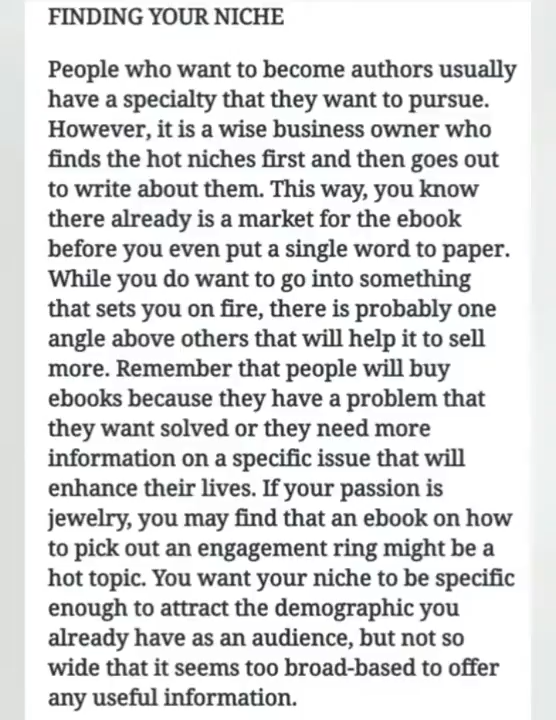 FINDING YOUR NICHE
People who want to become authors usually
have a specialty that they want to pursue.
However, it is a wise business owner who
finds the hot niches first and then goes out
to write about them. This way, you know
there already is a market for the ebook
before you even put a single word to paper.
While you do want to go into something
that sets you on fire, there is probably one
angle above others that will help it to sell
more. Remember that people will buy
ebooks because they have a problem that
they want solved or they need more
information on a specific issue that will
enhance their lives. If your passion is
jewelry, you may find that an ebook on how
to pick out an engagement ring might be a
hot topic. You want your niche to be specific
enough to attract the demographic you
already have as an audience, but not so
wide that it seems too broad-based to offer
any useful information.